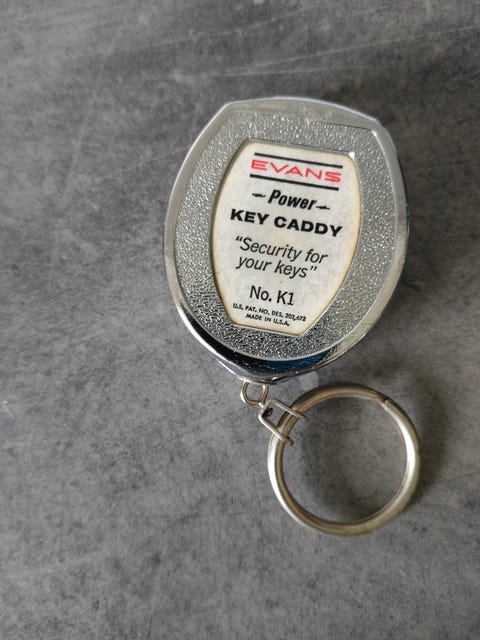 EVANS
Power
KEY CADDY
"Security for
your keys"
No. K1
U.S. PAT. NO. DES. 203,672
MADE IN U.S.A.